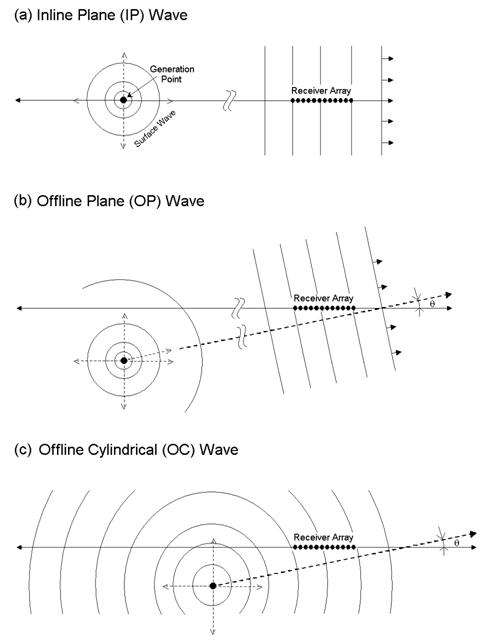 (a) Inline Plane (IP) Wave
Generation
Point
Receiver Array
Surface Wave
(b) Offline Plane (OP) Wave
Receiver Array
θ
(c) Offline Cylindrical (OC) Wave
Receiver Array
θ